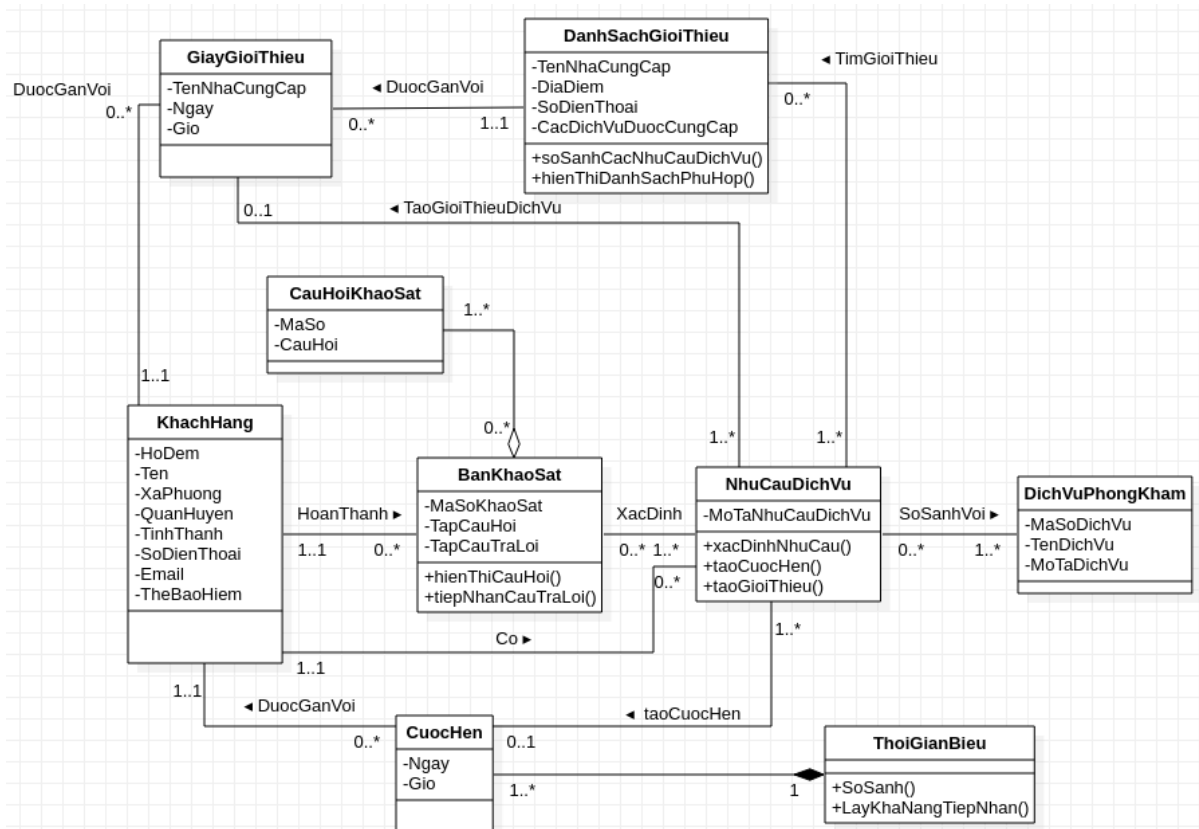 DanhSachGioiThieu
-TenNhaCungCap
-DiaDiem
-SoDienThoai
-CacDichVuDuocCungCap
+soSanhCacNhuCauDichVu()
+hienThiDanhSachPhuHop()
GiayGioiThieu
-TenNhaCungCap
-Ngay
-Gio
◄ TimGioiThieu
0..*
DuocGanVoi
0..*
◄ DuocGanVoi
0..*
1..1
0..1
◄ TaoGioiThieuDichVu
CauHoiKhaoSat
-MaSo
-CauHoi
1..*
0..*
1..1
1..*
1..*
KhachHang
-HoDem
-Ten
-XaPhuong
-QuanHuyen
-TinhThanh
-SoDienThoai
-Email
-TheBaoHiem
HoanThanh ►
1..1
0..*
BanKhaoSat
-MaSoKhaoSat
-TapCauHoi
-TapCauTraLoi
+hienThiCauHoi()
+tiepNhanCauTraLoi()
XacDinh
0..*
1..*
NhuCauDichVu
-MoTaNhuCauDichVu
+xacDinhNhuCau()
+taoCuocHen()
+taoGioiThieu()
SoSanhVoi ►
0..*
1..*
DichVuPhongKham
-MaSoDichVu
-TenDichVu
-MoTaDichVu
0..*
Co ►
1..1
1..*
1..1
◄ DuocGanVoi
0..*
◄ taoCuocHen
0..1
CuocHen
-Ngay
-Gio
1..*
1
ThoiGianBieu
+SoSanh()
+LayKhaNangTiepNhan()